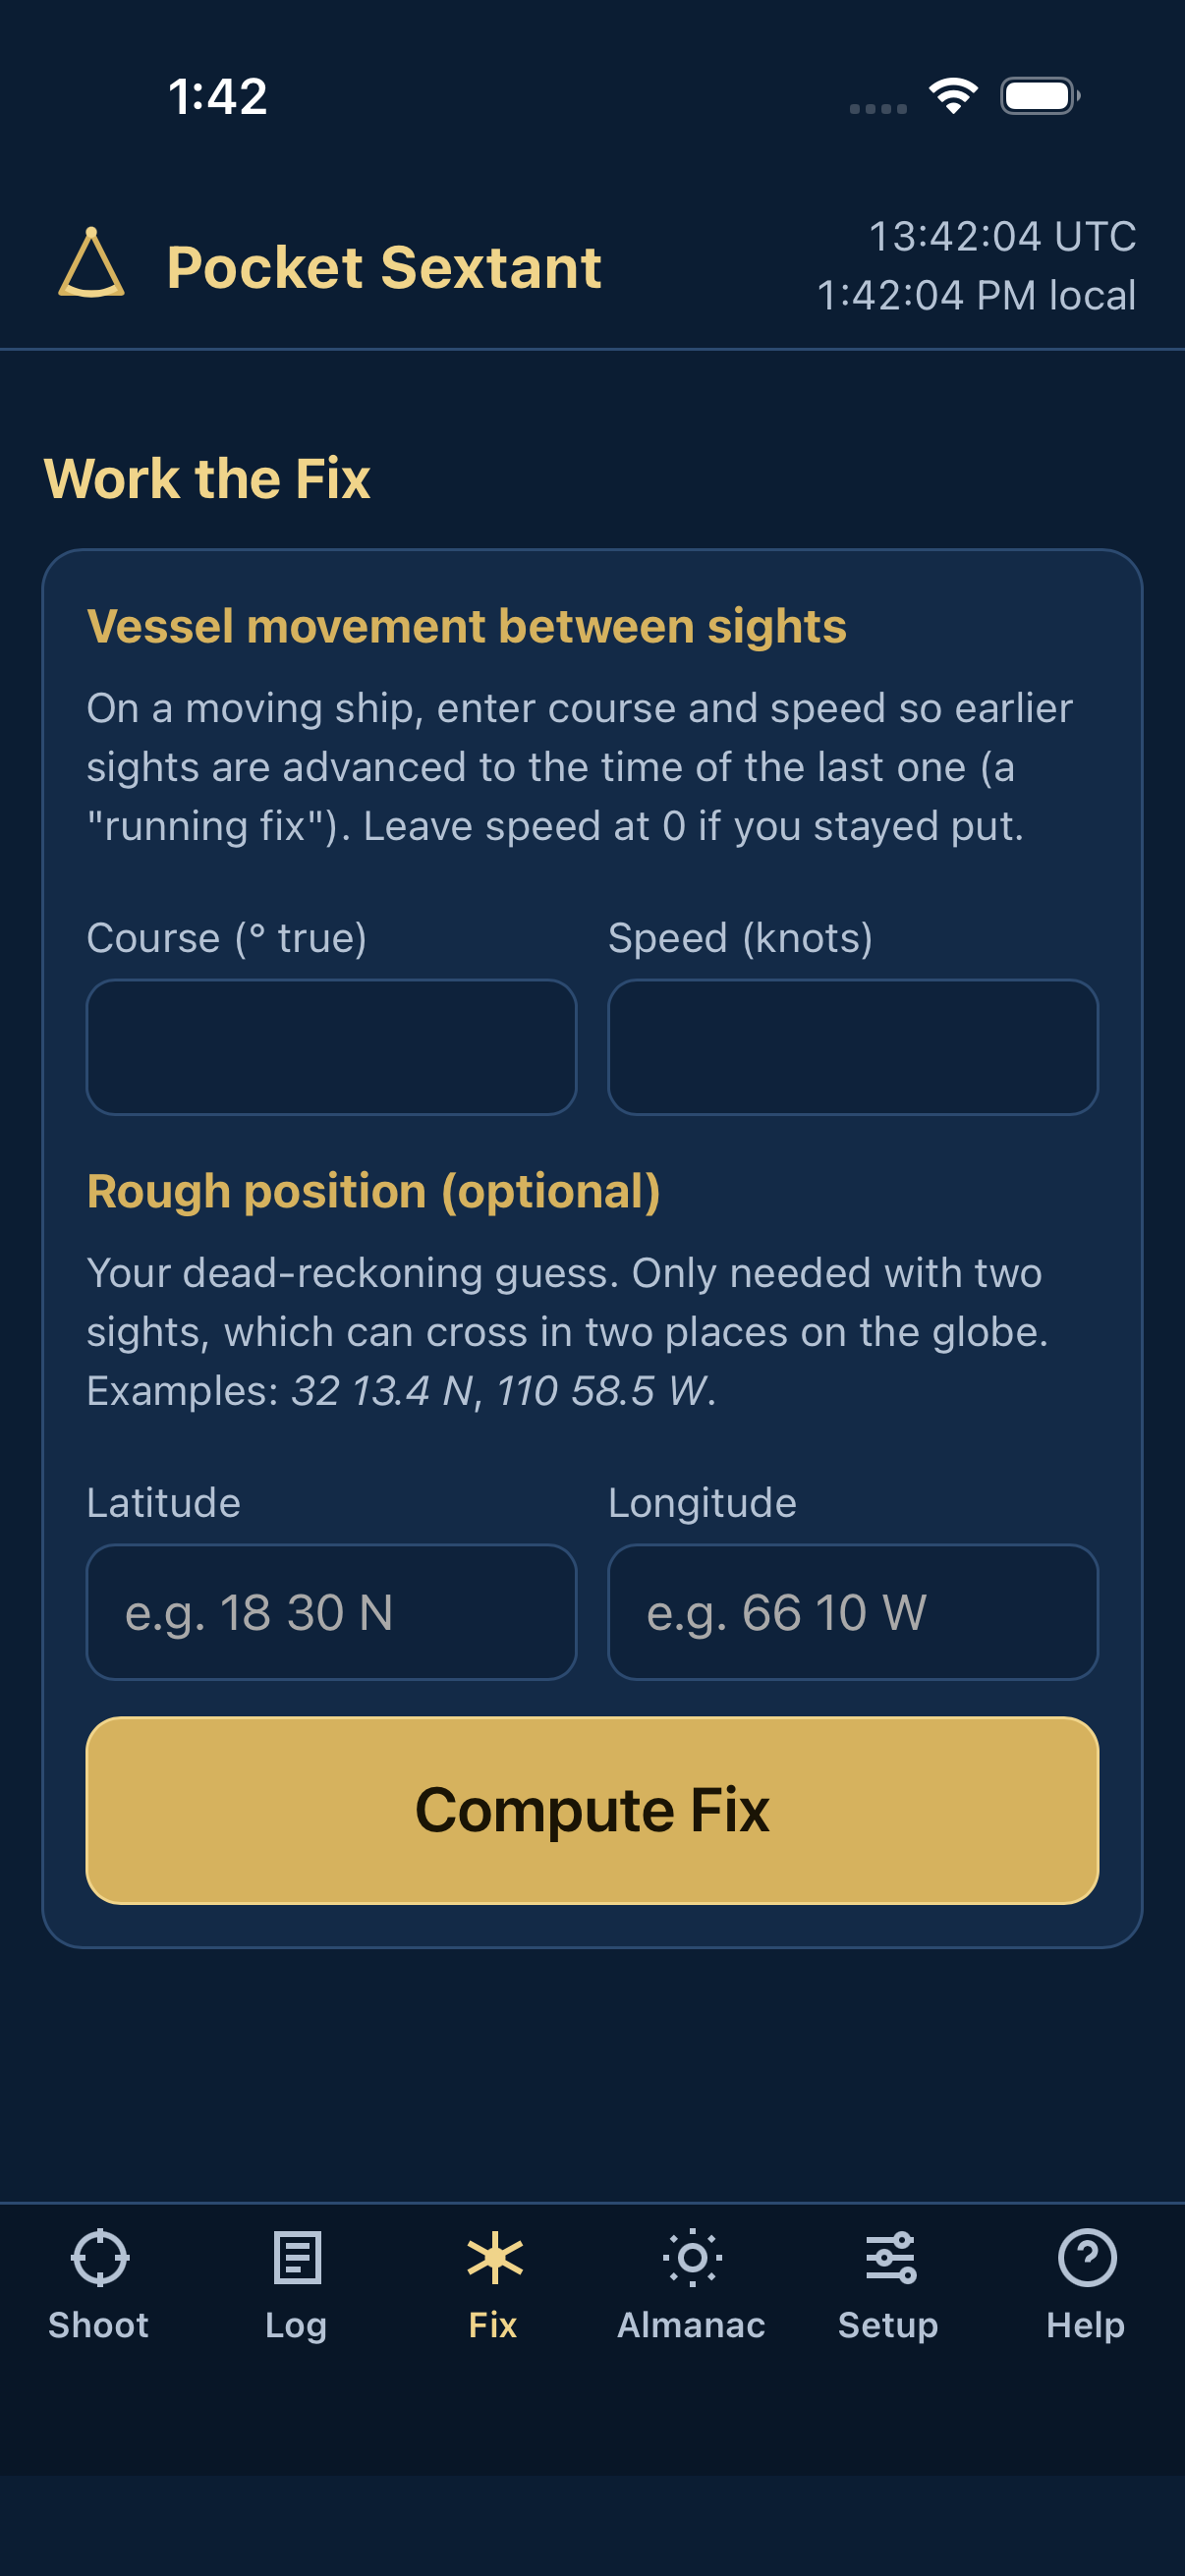 1:42
Pocket Sextant
13:42:04 UTC
1:42:04 PM local
Work the Fix
Vessel movement between sights
On a moving ship, enter course and speed so earlier
sights are advanced to the time of the last one (a
"running fix"). Leave speed at 0 if you stayed put.
Course (° true)
Speed (knots)
Rough position (optional)
Your dead-reckoning guess. Only needed with two
sights, which can cross in two places on the globe.
Examples: 32 13.4 N, 110 58.5 W.
Latitude
Longitude
e.g. 18 30 N
e.g. 66 10 W
Compute Fix
Shoot
Log
Fix
Almanac
Setup
Help